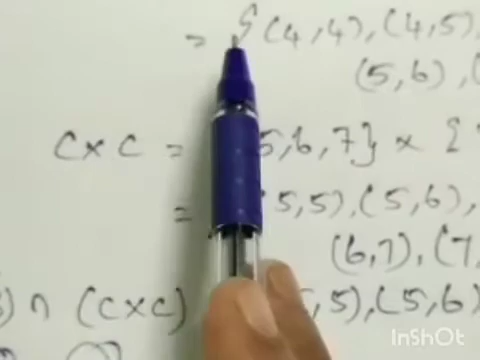 = {(4,4), (4,5),
(5,6), (
C × C = 5,6,7} × {
= 5,5), (5,6),
(6,7), (7,
) ∩ (C×C) 5), (5,6)
InShOt